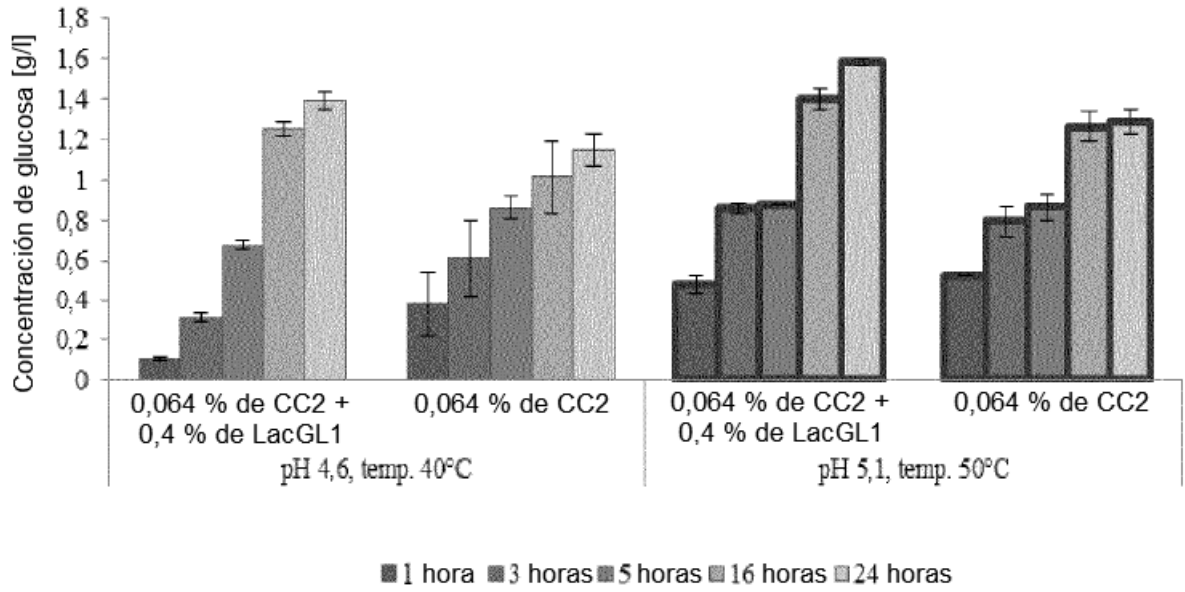 Concentración de glucosa [g/l]
1,8
1,6
1,4
1,2
1
0,8
0,6
0,4
0,2
0
0,064 % de CC2 +
0,4 % de LacGL1
0,064 % de CC2
0,064 % de CC2 +
0,4 % de LacGL1
0,064 % de CC2
pH 4,6, temp. 40°C
pH 5,1, temp. 50°C
1 hora 3 horas 5 horas 16 horas 24 horas